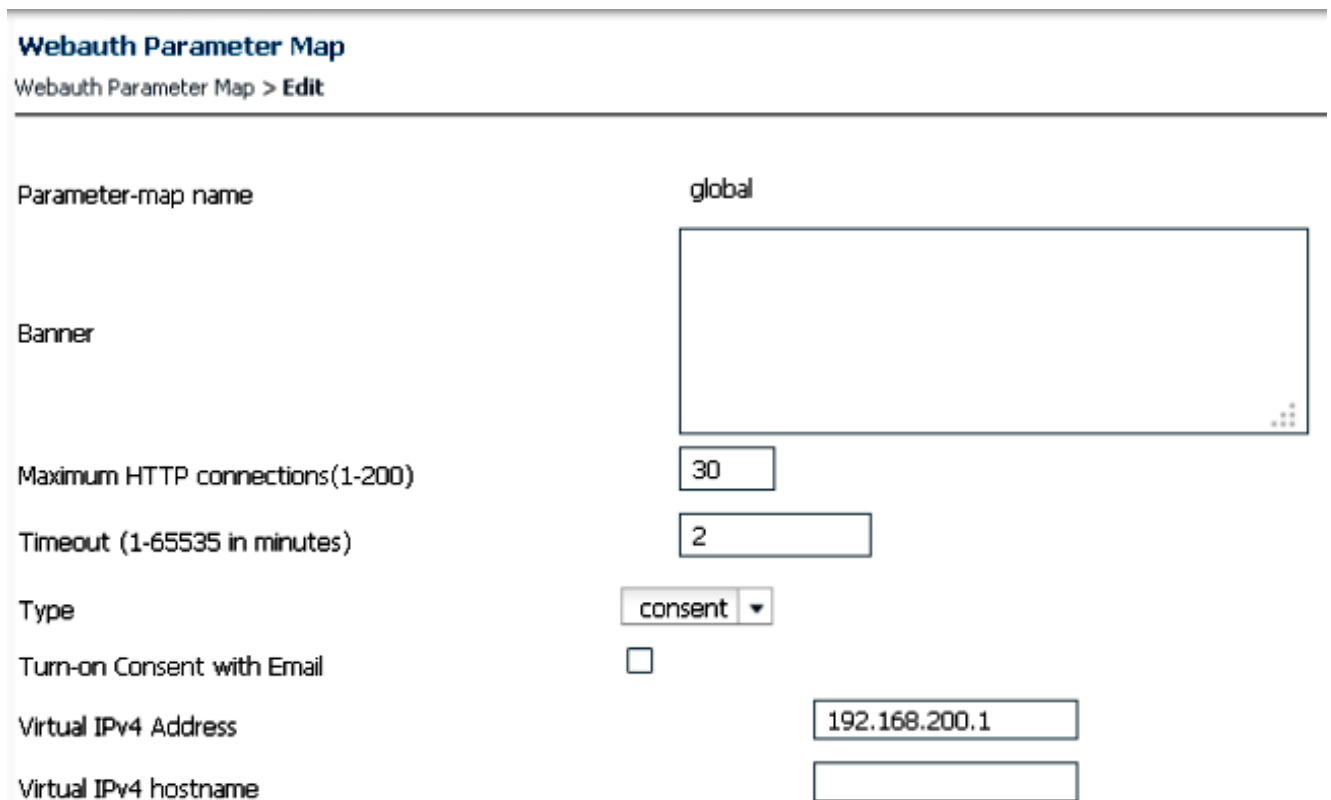 Webauth Parameter Map
Webauth Parameter Map > Edit
Parameter-map name global
Banner
Maximum HTTP connections(1-200) 30
Timeout (1-65535 in minutes) 2
Type consent
Turn-on Consent with Email
Virtual IPv4 Address 192.168.200.1
Virtual IPv4 hostname